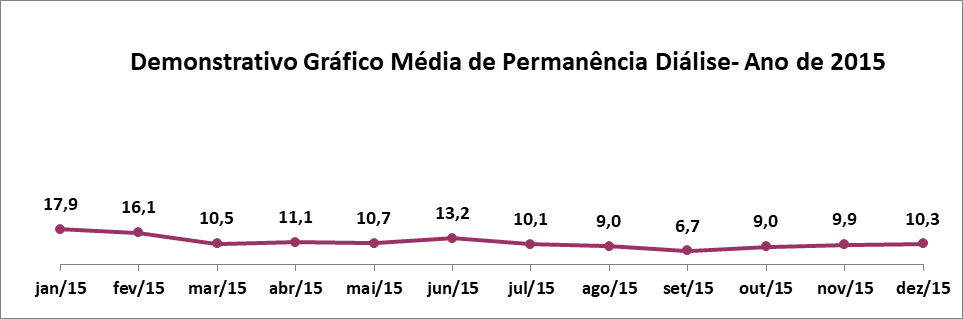 Demonstrativo Gráfico Média de Permanência Diálise- Ano de 2015
17,9 16,1 10,5 11,1 10,7 13,2 10,1 9,0 6,7 9,0 9,9 10,3
jan/15 fev/15 mar/15 abr/15 mai/15 jun/15 jul/15 ago/15 set/15 out/15 nov/15 dez/15